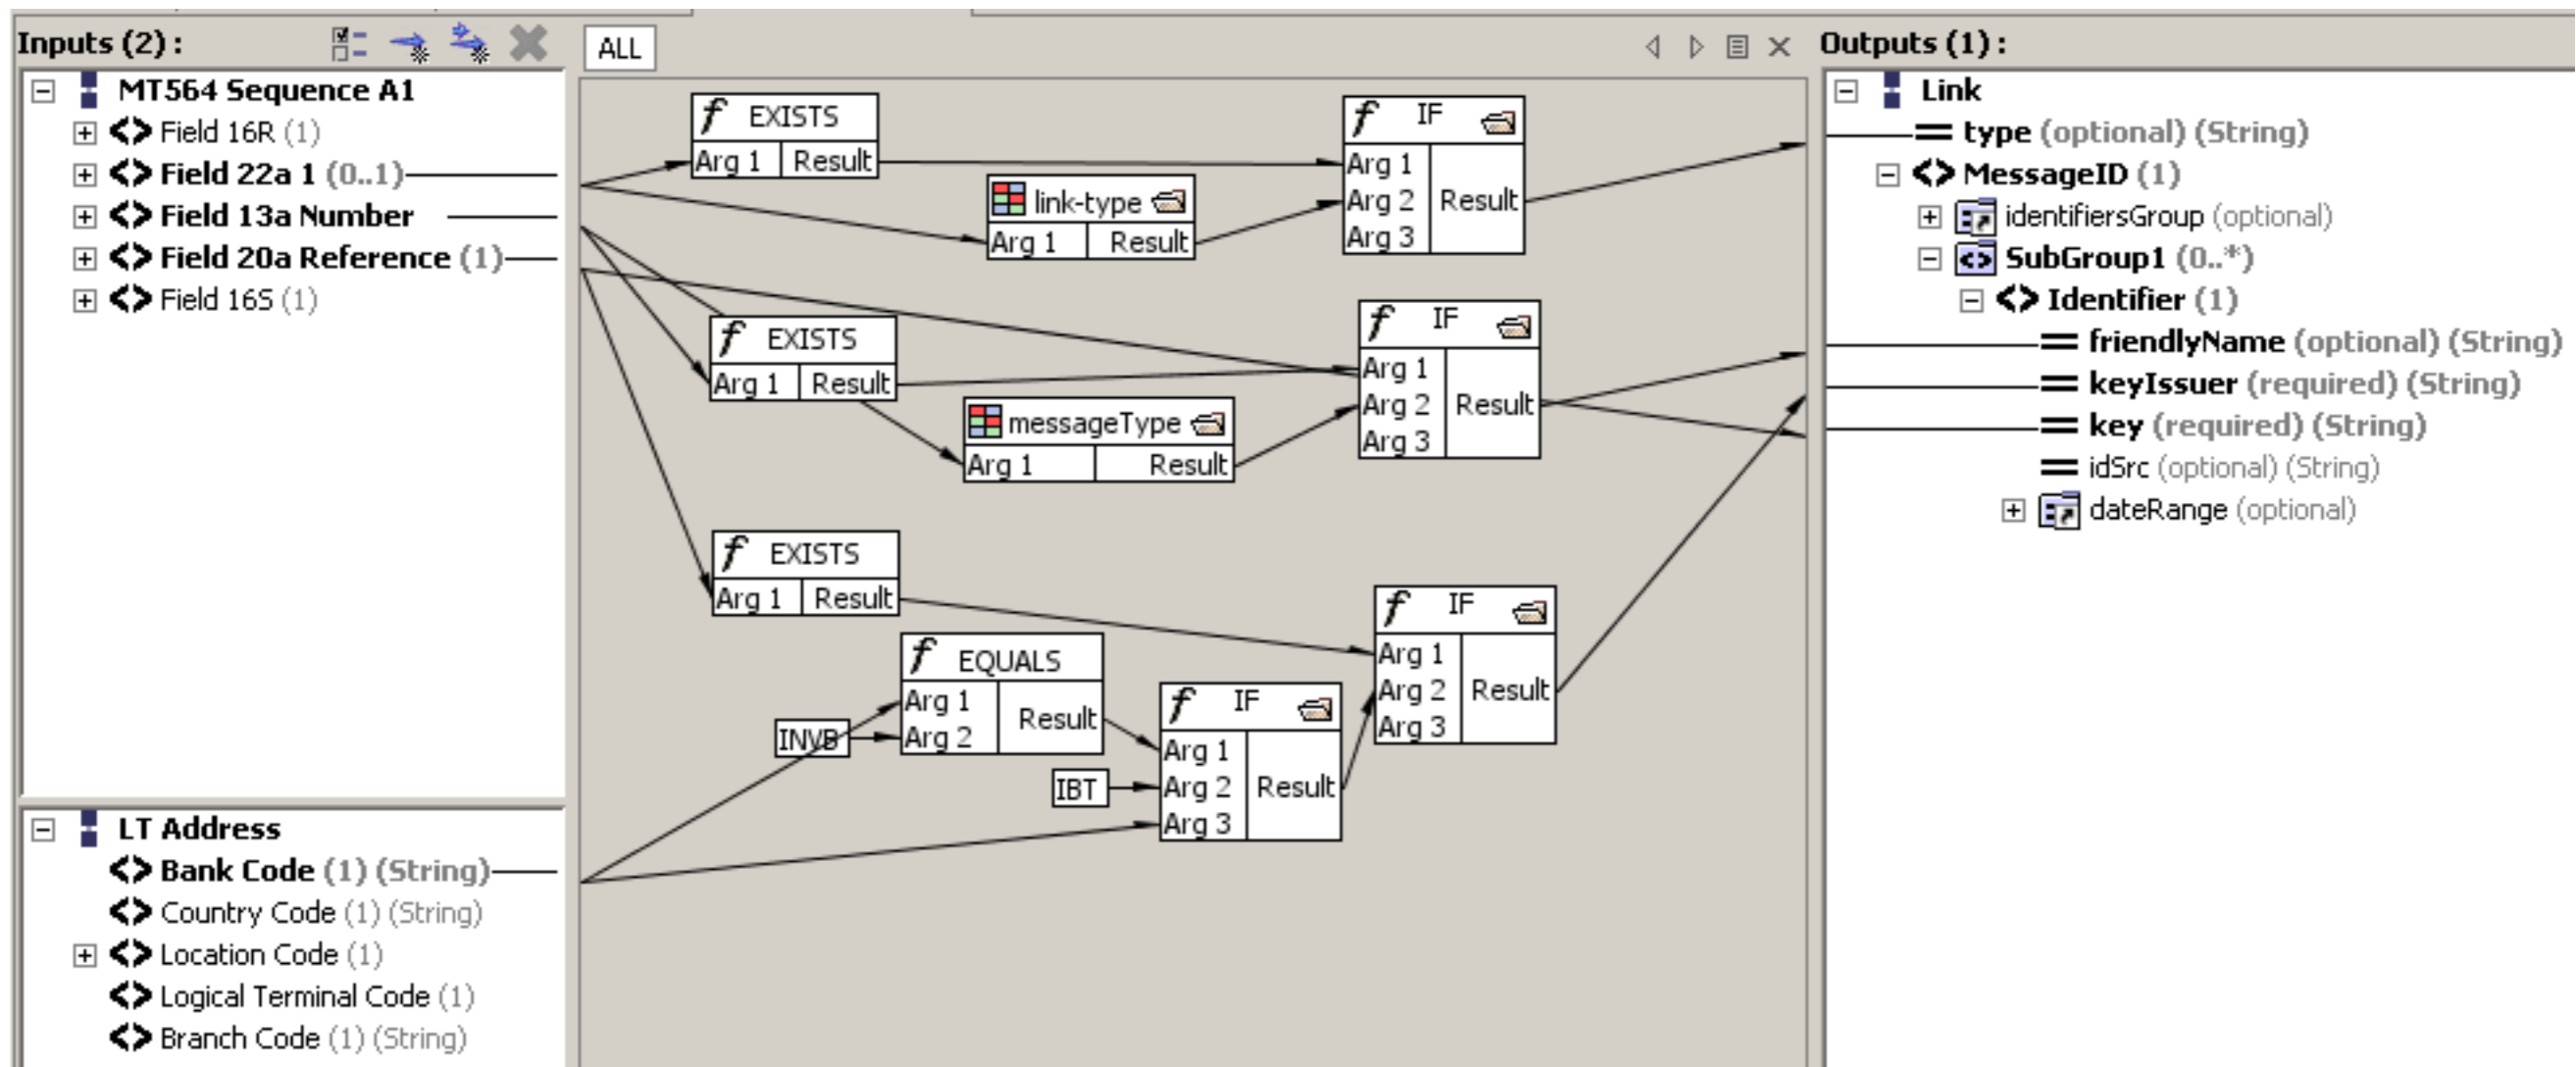 Inputs (2) :
ALL
Outputs (1) :
MT564 Sequence A1
Field 16R (1)
Field 22a 1 (0..1)
Field 13a Number
Field 20a Reference (1)
Field 16S (1)
LT Address
Bank Code (1) (String)
Country Code (1) (String)
Location Code (1)
Logical Terminal Code (1)
Branch Code (1) (String)
f EXISTS
Arg 1 Result
link-type
Arg 1 Result
f IF
Arg 1
Arg 2 Result
Arg 3
f EXISTS
Arg 1 Result
messageType
Arg 1 Result
f IF
Arg 1
Arg 2 Result
Arg 3
f EXISTS
Arg 1 Result
f EQUALS
Arg 1
Result
Arg 2
INVB
IBT
f IF
Arg 1
Arg 2 Result
Arg 3
f IF
Arg 1
Arg 2 Result
Arg 3
Link
type (optional) (String)
MessageID (1)
identifiersGroup (optional)
SubGroup1 (0..*)
Identifier (1)
friendlyName (optional) (String)
keyIssuer (required) (String)
key (required) (String)
idSrc (optional) (String)
dateRange (optional)